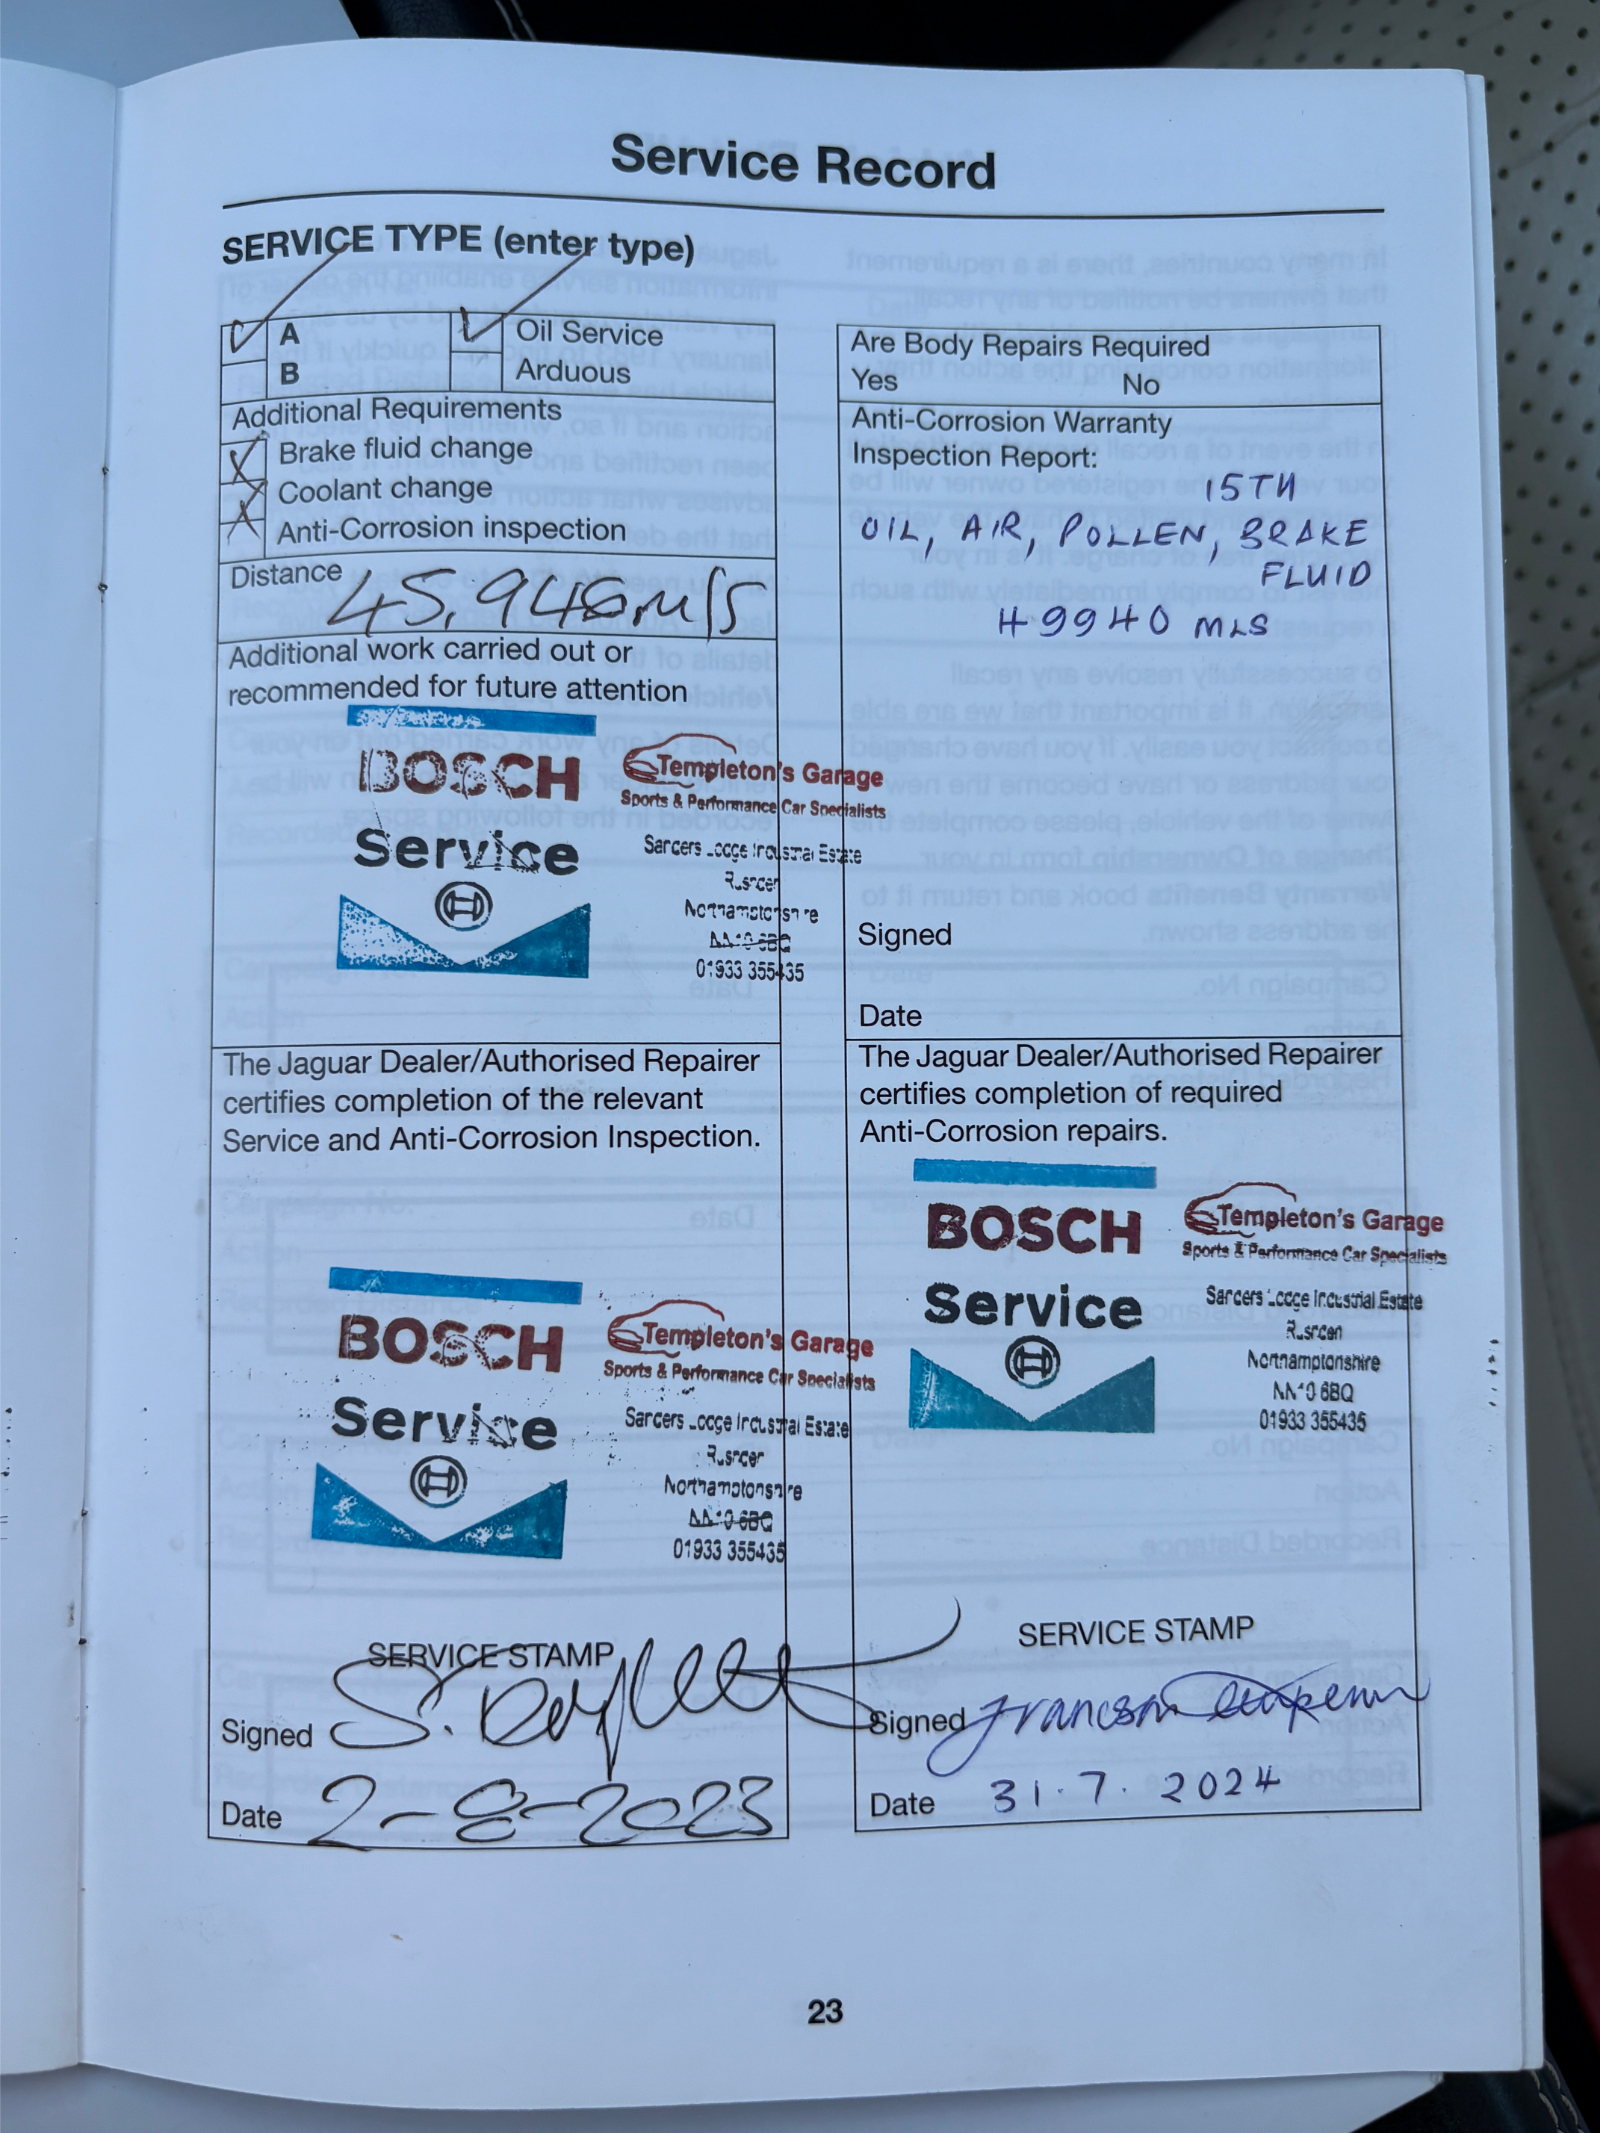 Service Record
SERVICE TYPE (enter type)
A
Oil Service
B
Arduous
Additional Requirements
Brake fluid change
Coolant change
Anti-Corrosion inspection
Distance 45,940 mls
Additional work carried out or
recommended for future attention
BOSCH
Service
Templeton's Garage
Sports & Performance Car Specialists
Industrial Estate
Northamptonshire
01933 355435
The Jaguar Dealer/Authorised Repairer
certifies completion of the relevant
Service and Anti-Corrosion Inspection.
BOSCH
Service
Templeton's Garage
Sports & Performance Car Specialists
Industrial Estate
Northamptonshire
01933 355435
SERVICE STAMP
Signed S.
Date 2-8-2023
Are Body Repairs Required
Yes No
Anti-Corrosion Warranty
Inspection Report:
15TH
OIL, AIR, POLLEN, BRAKE
FLUID
49940 MLS
Signed
Date
The Jaguar Dealer/Authorised Repairer
certifies completion of required
Anti-Corrosion repairs.
BOSCH
Service
Templeton's Garage
Sports & Performance Car Specialists
Industrial Estate
Northamptonshire
6BQ
01933 355435
SERVICE STAMP
Signed
Date 31.7.2024
23